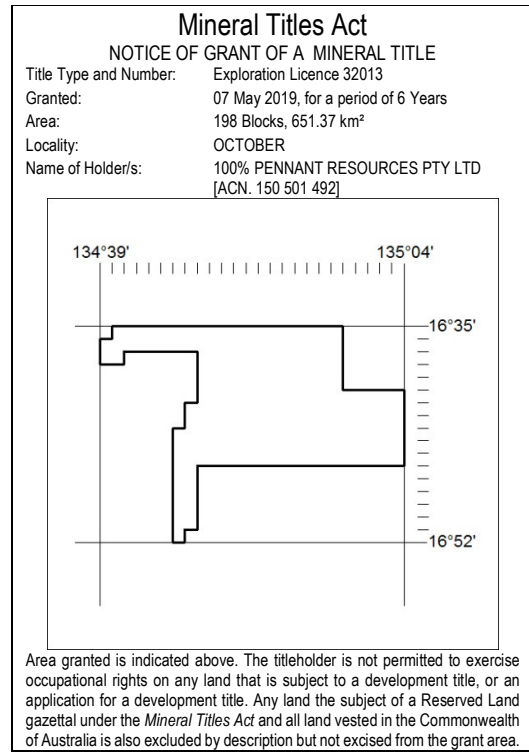 Mineral Titles Act
NOTICE OF GRANT OF A MINERAL TITLE
Title Type and Number: Exploration Licence 32013
Granted: 07 May 2019, for a period of 6 Years
Area: 198 Blocks, 651.37 km²
Locality: OCTOBER
Name of Holder/s: 100% PENNANT RESOURCES PTY LTD
[ACN. 150 501 492]
134°39' 135°04'
16°35'
16°52'
Area granted is indicated above. The titleholder is not permitted to exercise
occupational rights on any land that is subject to a development title, or an
application for a development title. Any land the subject of a Reserved Land
gazettal under the Mineral Titles Act and all land vested in the Commonwealth
of Australia is also excluded by description but not excised from the grant area.